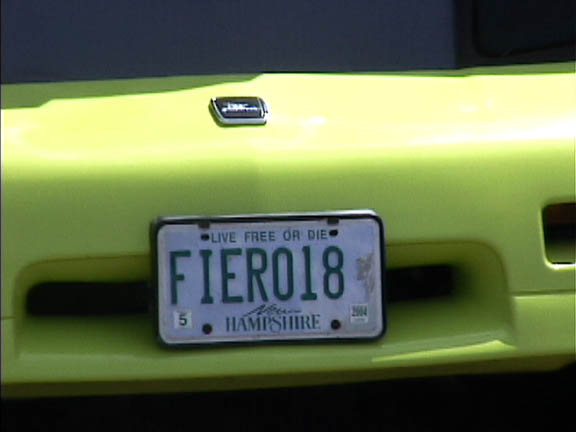 LIVE FREE OR DIE
FIERO18
5
2004
New
HAMPSHIRE